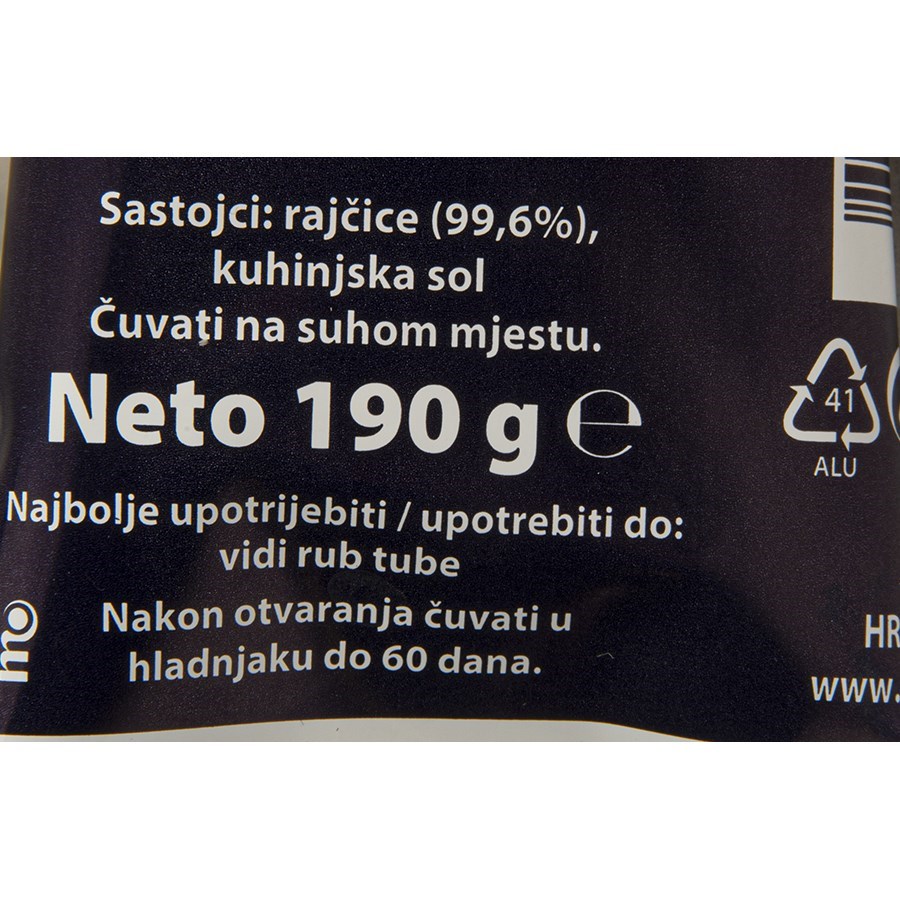 Sastojci: rajčice (99,6%),
kuhinjska sol
Čuvati na suhom mjestu.
Neto 190 g ℮
Najbolje upotrijebiti / upotrebiti do:
vidi rub tube
Nakon otvaranja čuvati u
hladnjaku do 60 dana.
41
ALU
HR
www.
mo